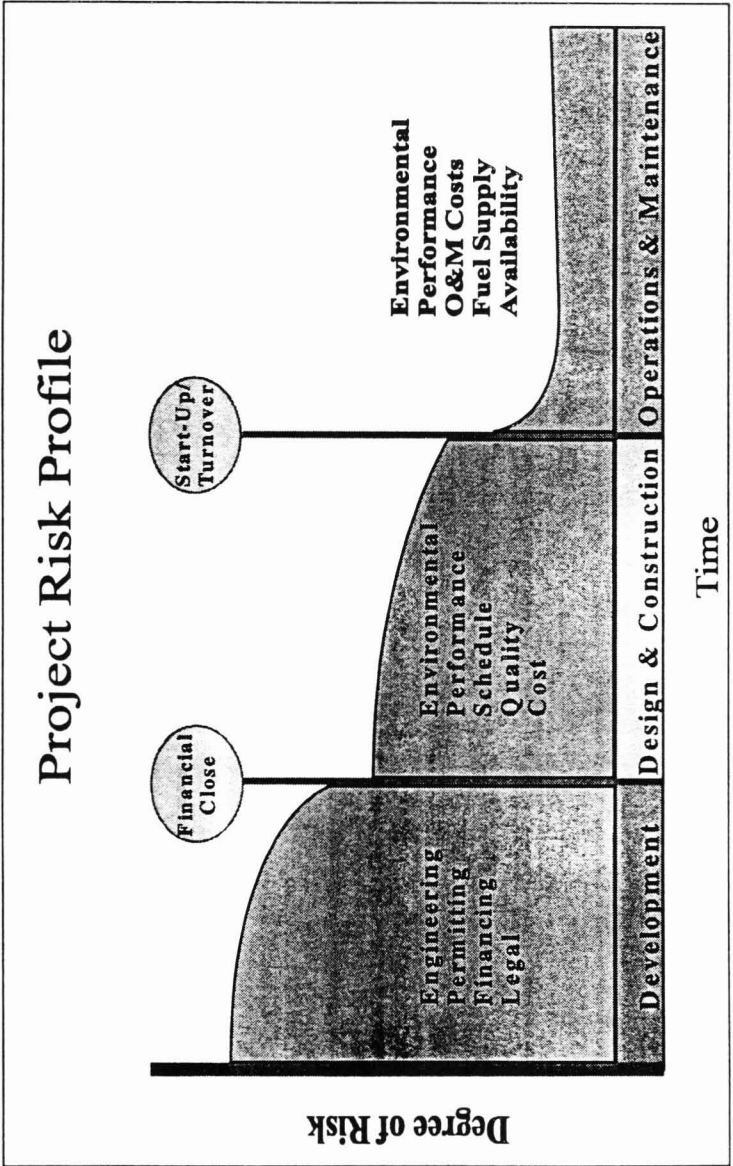 Project Risk Profile
Financial
Close
Start-Up/
Turnover
Degree of Risk
Engineering
Permitting
Financing
Legal
Environmental
Performance
Schedule
Quality
Cost
Environmental
Performance
O&M Costs
Fuel Supply
Availability
Development
Design & Construction
Operations & Maintenance
Time